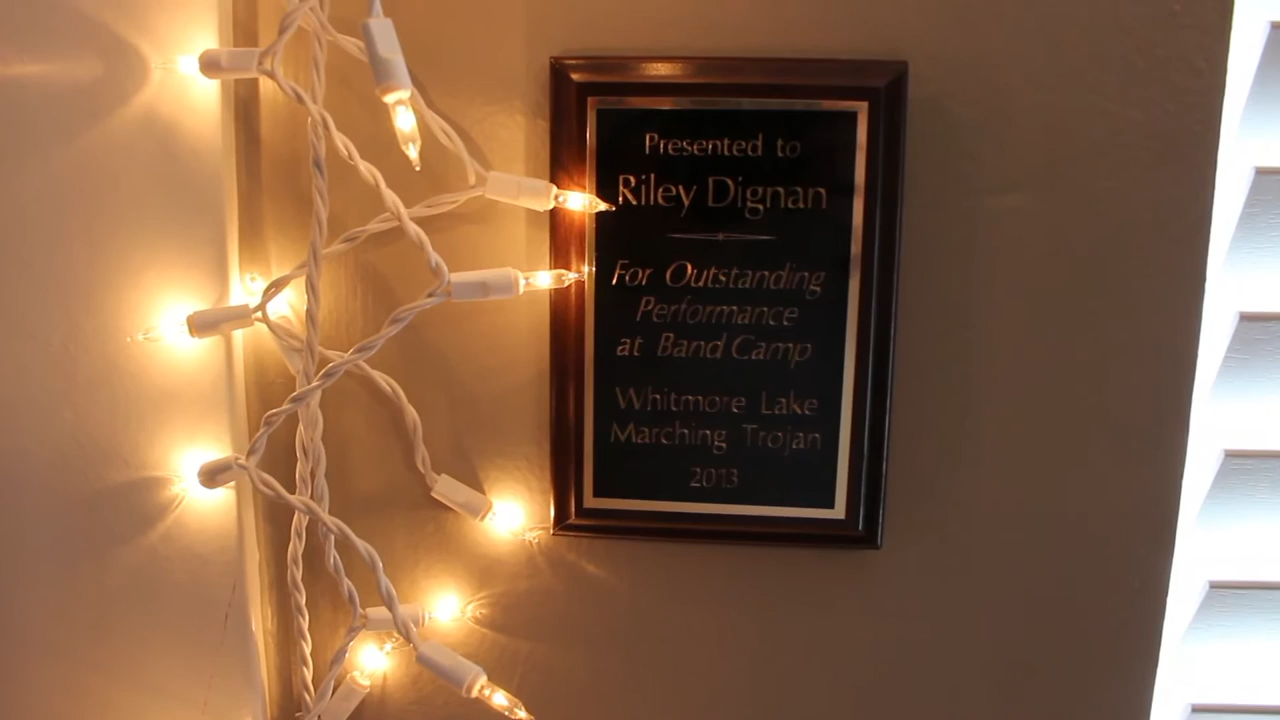 Presented to
Riley Dignan
For Outstanding
Performance
at Band Camp
Whitmore Lake
Marching Trojan
2013